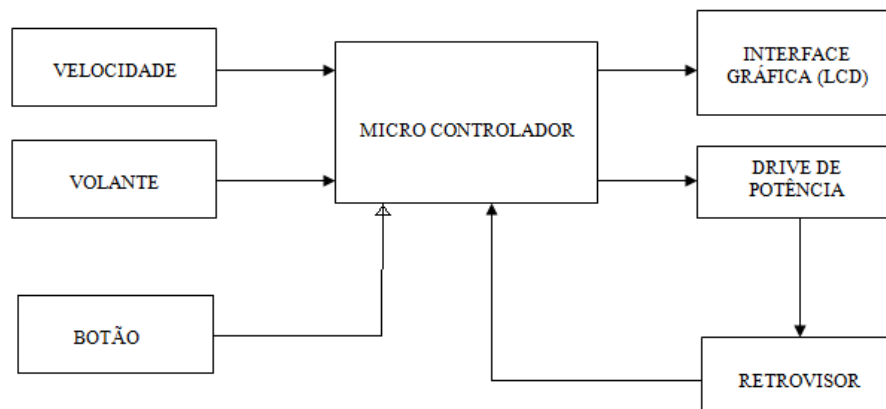 VELOCIDADE
VOLANTE
BOTÃO
MICRO CONTROLADOR
INTERFACE
GRÁFICA (LCD)
DRIVE DE
POTÊNCIA
RETROVISOR